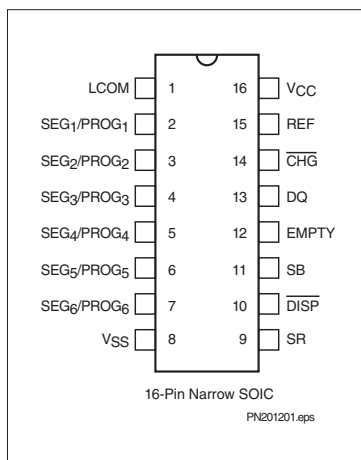 LCOM 1 16 VCC
SEG1/PROG1 2 15 REF
SEG2/PROG2 3 14 CHG
SEG3/PROG3 4 13 DQ
SEG4/PROG4 5 12 EMPTY
SEG5/PROG5 6 11 SB
SEG6/PROG6 7 10 DISP
VSS 8 9 SR
16-Pin Narrow SOIC
PN201201.eps